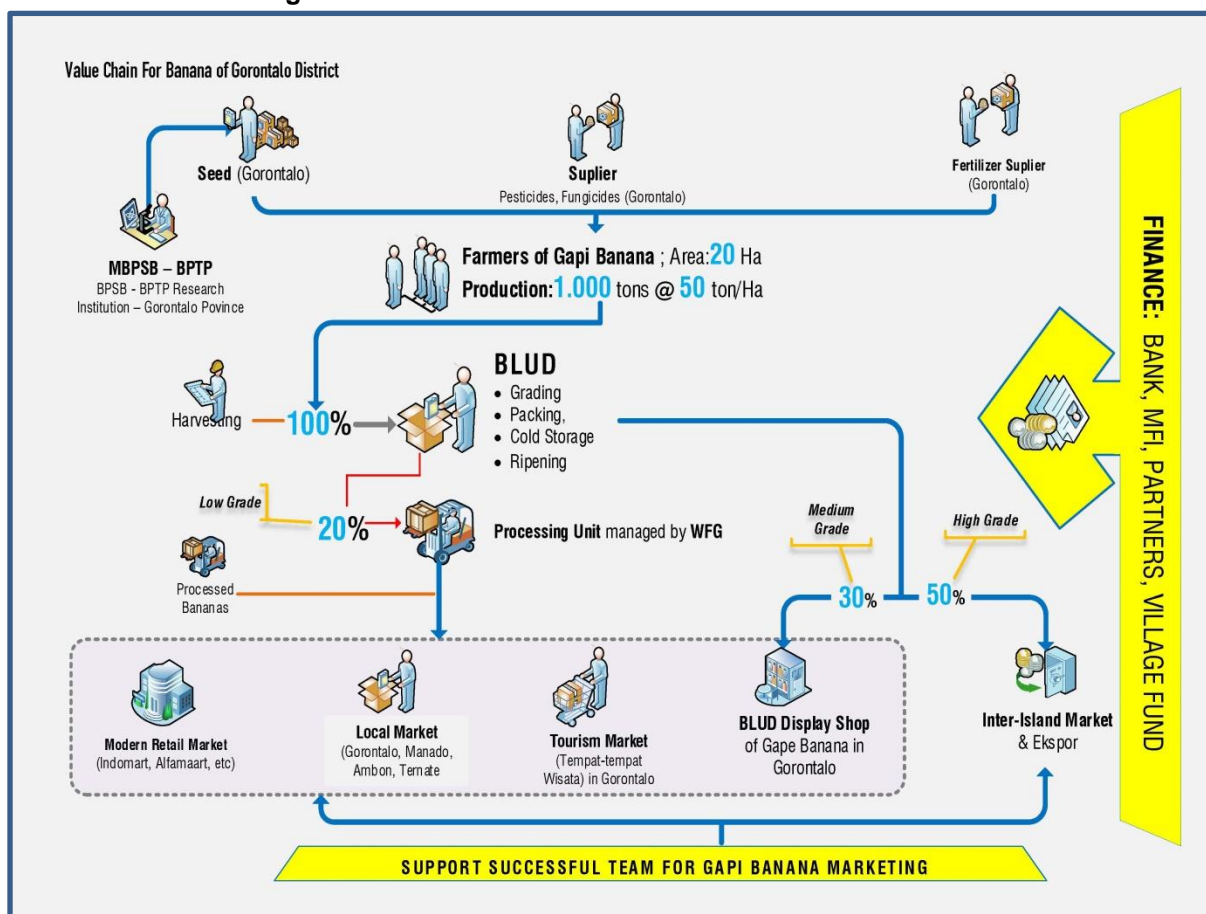 Value Chain For Banana of Gorontalo District
Seed (Gorontalo)
Suplier
Pesticides, Fungicides (Gorontalo)
Fertilizer Suplier
(Gorontalo)
MBPSB – BPTP
BPSB - BPTP Research
Institution – Gorontalo Povince
Farmers of Gapi Banana ; Area:20 Ha
Production:1.000 tons @ 50 ton/Ha
Harvesting
100%
BLUD
• Grading
• Packing,
• Cold Storage
• Ripening
Low Grade
20%
Processing Unit managed by WFG
Processed
Bananas
Medium
Grade
High Grade
30%
50%
Modern Retail Market
(Indomart, Alfamaart, etc)
Local Market
(Gorontalo, Manado,
Ambon, Ternate
Tourism Market
(Tempat-tempat
Wisata) in Gorontalo
BLUD Display Shop
of Gape Banana in
Gorontalo
Inter-Island Market
& Ekspor
FINANCE: BANK, MFI, PARTNERS, VILLAGE FUND
SUPPORT SUCCESSFUL TEAM FOR GAPI BANANA MARKETING